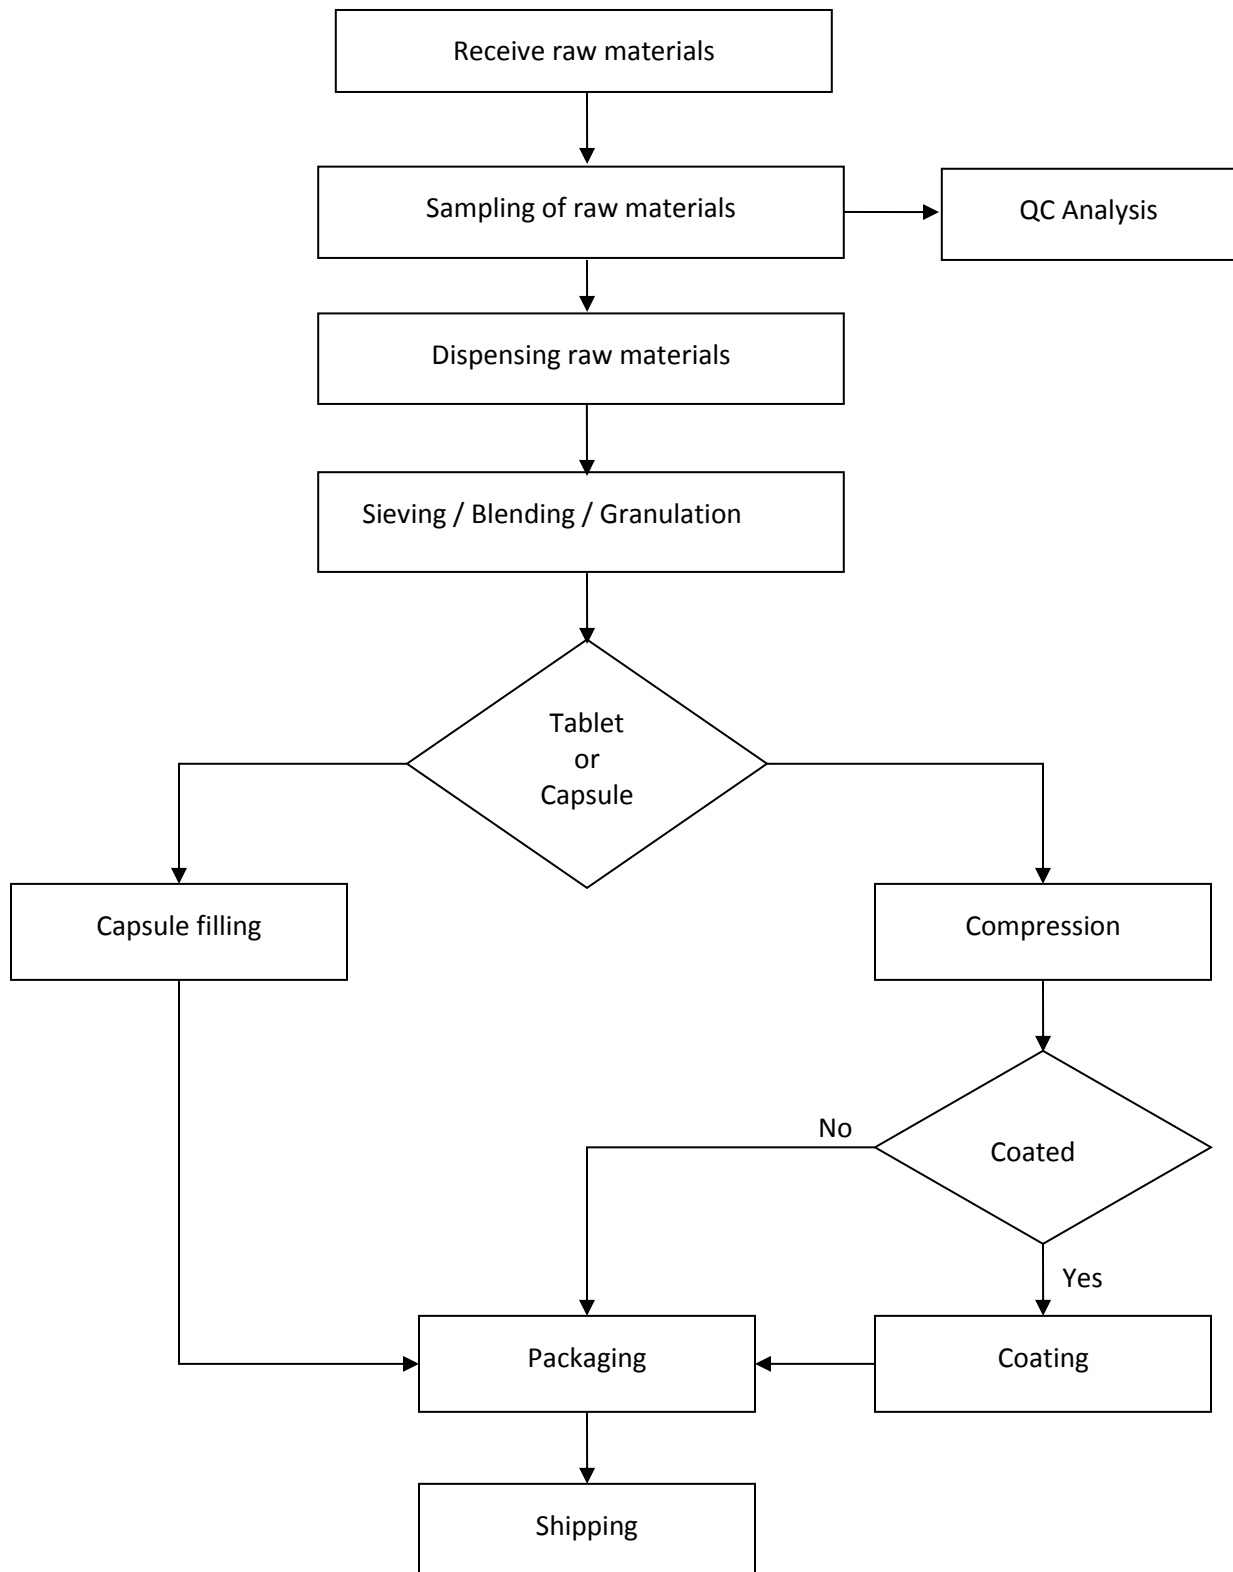 Receive raw materials
Sampling of raw materials
QC Analysis
Dispensing raw materials
Sieving / Blending / Granulation
Tablet
or
Capsule
Capsule filling
Compression
No
Coated
Yes
Packaging
Coating
Shipping